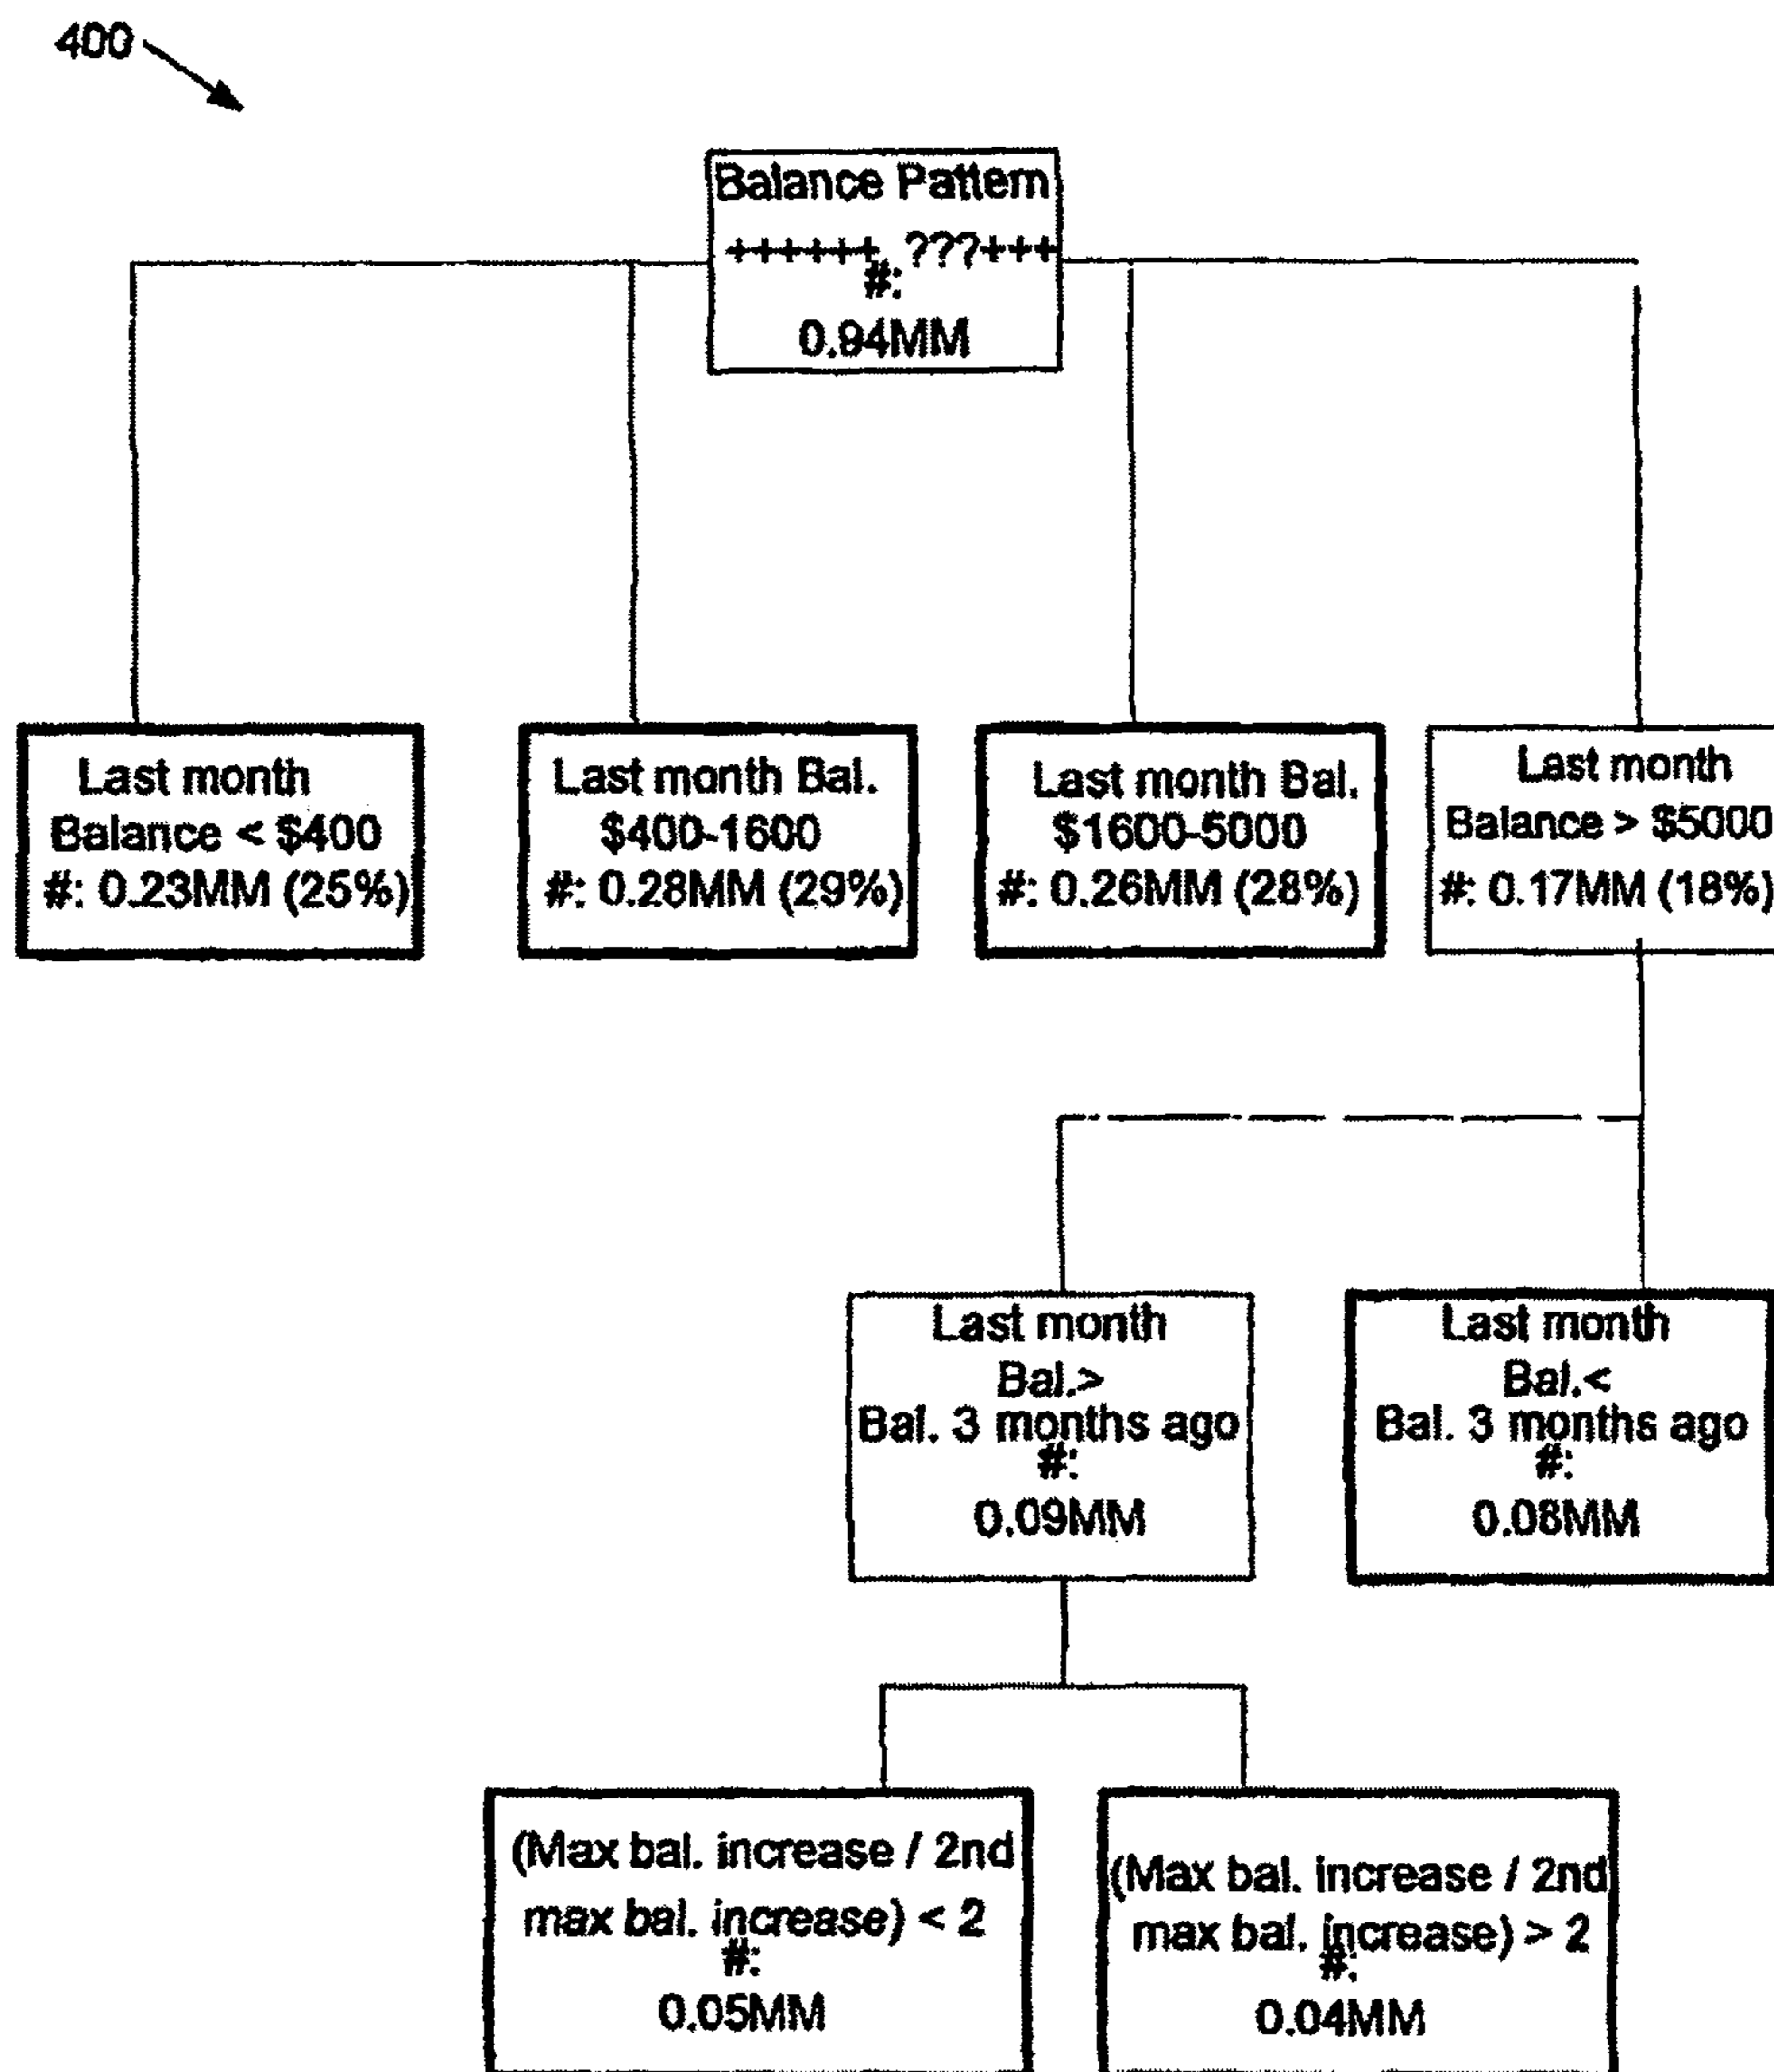 400
Balance Pattern
++++++, ???+++
#:
0.94MM
Last month
Balance < $400
#: 0.23MM (25%)
Last month Bal.
$400-1600
#: 0.28MM (29%)
Last month Bal.
$1600-5000
#: 0.26MM (28%)
Last month
Balance > $5000
#: 0.17MM (18%)
Last month
Bal.>
Bal. 3 months ago
#:
0.09MM
Last month
Bal.<
Bal. 3 months ago
#:
0.08MM
(Max bal. increase / 2nd
max bal. increase) < 2
#:
0.05MM
(Max bal. increase / 2nd
max bal. increase) > 2
#:
0.04MM